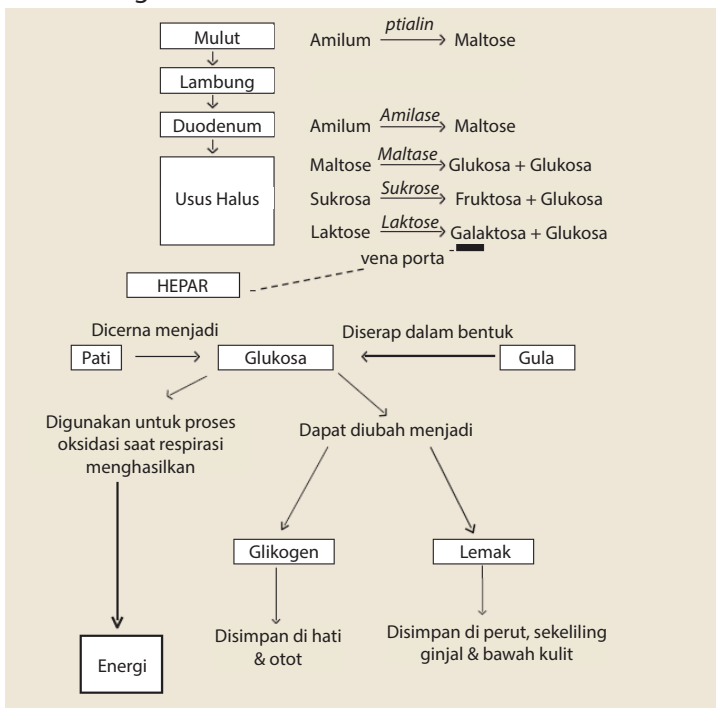 Mulut
Amilum ptialin Maltose
Lambung
Duodenum
Amilum Amilase Maltose
Usus Halus
Maltose Maltase Glukosa + Glukosa
Sukrosa Sukrose Fruktosa + Glukosa
Laktose Laktose Galaktosa + Glukosa
vena porta
HEPAR
Dicerna menjadi
Diserap dalam bentuk
Pati
Glukosa
Gula
Digunakan untuk proses
oksidasi saat respirasi
menghasilkan
Dapat diubah menjadi
Glikogen
Lemak
Disimpan di hati
& otot
Disimpan di perut, sekeliling
ginjal & bawah kulit
Energi